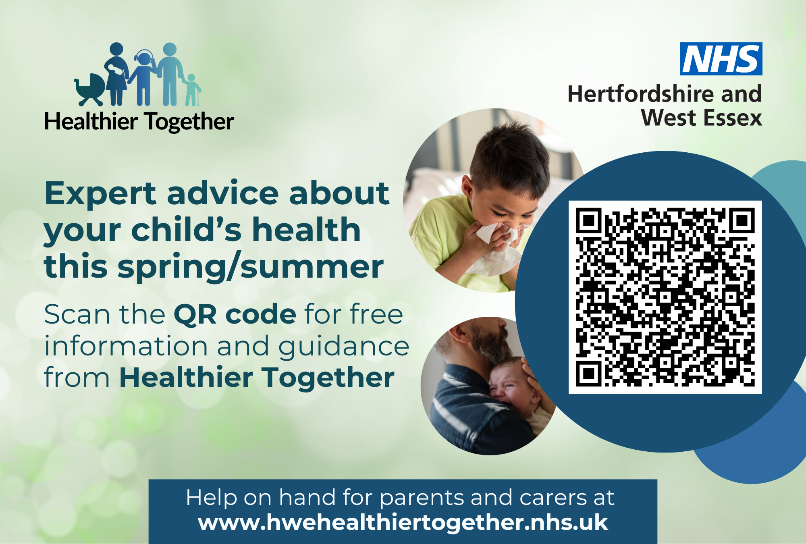 Healthier Together
NHS
Hertfordshire and
West Essex
Expert advice about
your child's health
this spring/summer
Scan the QR code for free
information and guidance
from Healthier Together
Help on hand for parents and carers at
www.hwehealthiertogether.nhs.uk